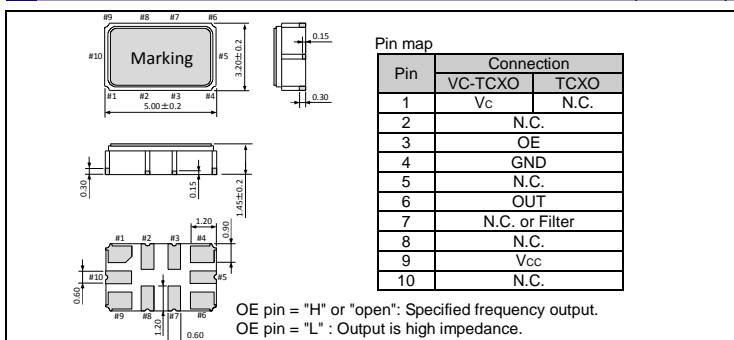 #9 #8 #7 #6
#10 Marking #5
#1 #2 #3 #4
5.00±0.2
3.20±0.2
0.15
0.30
0.30
0.15
1.45±0.2
1.20
0.90
#1 #2 #3 #4
#10 #5
0.60
#9 #8 #7 #6
1.20
0.60
Pin map
Pin Connection
VC-TCXO TCXO
1 Vc N.C.
2 N.C.
3 OE
4 GND
5 N.C.
6 OUT
7 N.C. or Filter
8 N.C.
9 Vcc
10 N.C.
OE pin = "H" or "open": Specified frequency output.
OE pin = "L" : Output is high impedance.